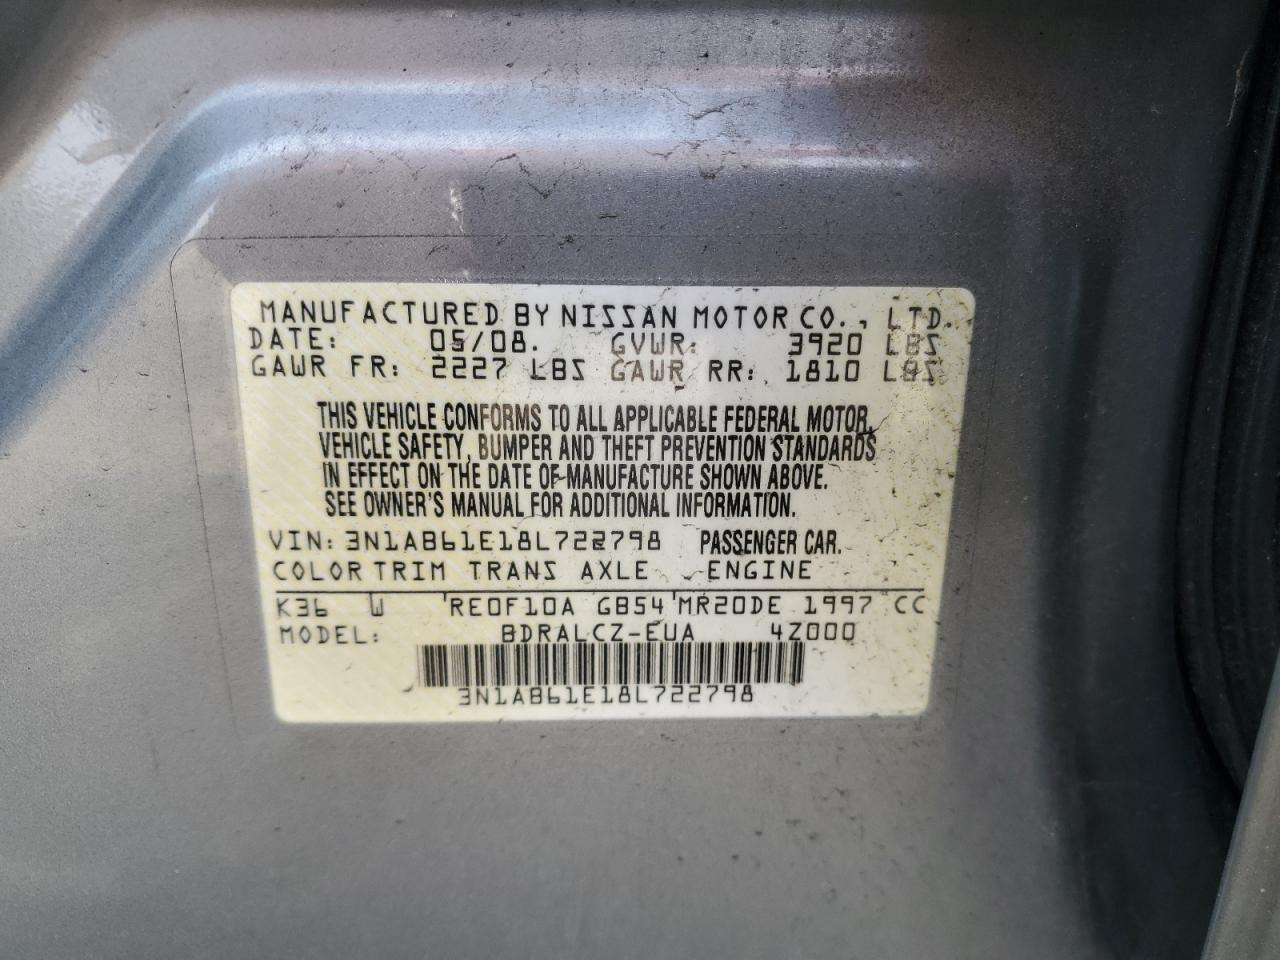 MANUFACTURED BY NISSAN MOTOR CO., LTD.
DATE: 05/08. GVWR: 3920 LBS
GAWR FR: 2227 LBS GAWR RR: 1810 LBS
THIS VEHICLE CONFORMS TO ALL APPLICABLE FEDERAL MOTOR
VEHICLE SAFETY, BUMPER AND THEFT PREVENTION STANDARDS
IN EFFECT ON THE DATE OF MANUFACTURE SHOWN ABOVE.
SEE OWNER'S MANUAL FOR ADDITIONAL INFORMATION.
VIN: 3N1AB61E18L722798 PASSENGER CAR.
COLOR TRIM TRANS AXLE ENGINE
K36 W RE0F10A GB54 MR20DE 1997 CC
MODEL: BDRALCZ-EUA 4Z000
3N1AB61E18L722798